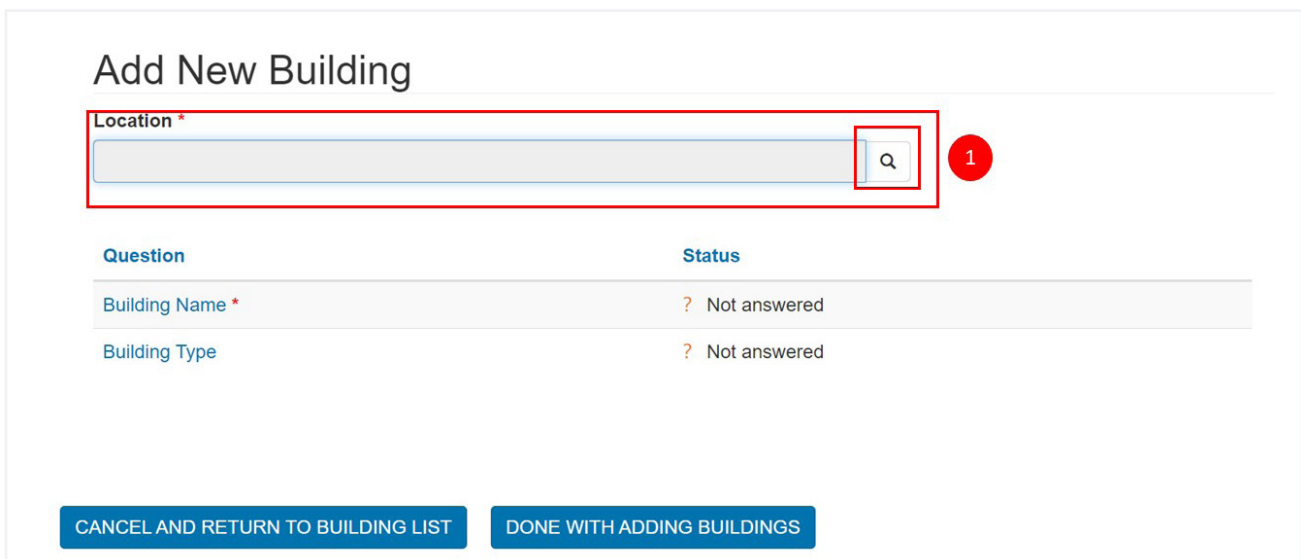 Add New Building
Location *
1
Question Status
Building Name * ? Not answered
Building Type ? Not answered
CANCEL AND RETURN TO BUILDING LIST DONE WITH ADDING BUILDINGS